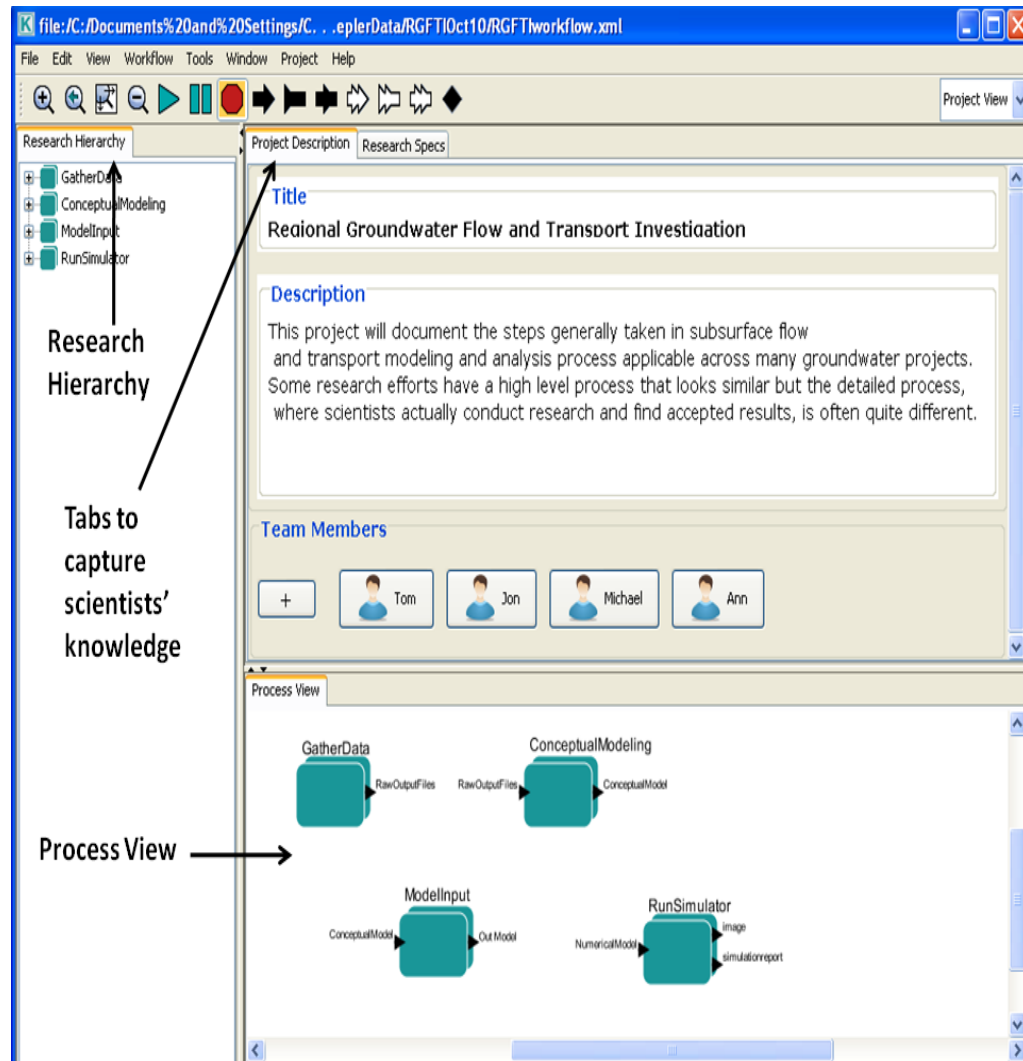 file:/C:/Documents%20and%20Settings/C. . .eplerData/RGFTIOct10/RGFTIworkflow.xml
File Edit View Workflow Tools Window Project Help
Project View
Research Hierarchy
GatherData
ConceptualModeling
ModelInput
RunSimulator
Research
Hierarchy
Tabs to
capture
scientists'
knowledge
Process View
Project Description Research Specs
Title
Regional Groundwater Flow and Transport Investigation
Description
This project will document the steps generally taken in subsurface flow
and transport modeling and analysis process applicable across many groundwater projects.
Some research efforts have a high level process that looks similar but the detailed process,
where scientists actually conduct research and find accepted results, is often quite different.
Team Members
+ Tom Jon Michael Ann
Process View
GatherData
RawOutputFiles
ConceptualModeling
RawOutputFiles
ConceptualModel
ModelInput
ConceptualModel
Out Model
RunSimulator
NumericalModel
image
simulationreport